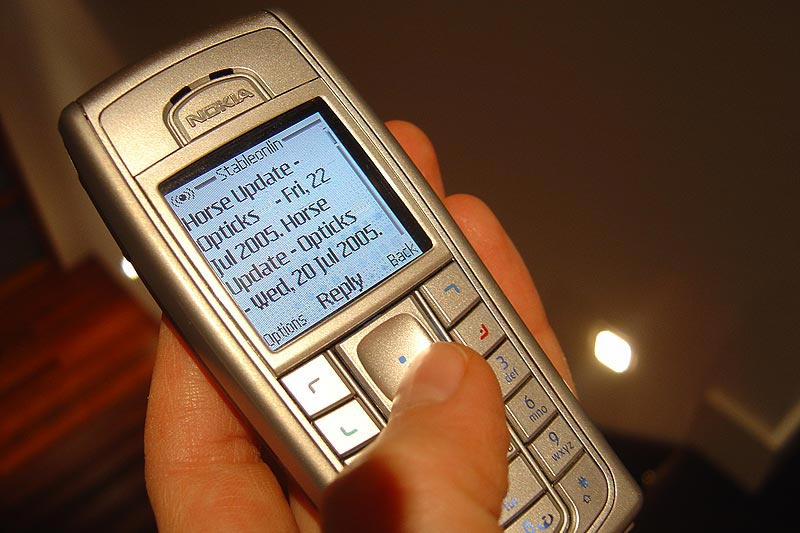 NOKIA
Stableonlin
Horse Update -
Opticks - Fri, 22
Jul 2005. Horse
Update - Opticks
- Wed, 20 Jul 2005.
Options Reply Back
3 def
6 mno
9 wxyz
*